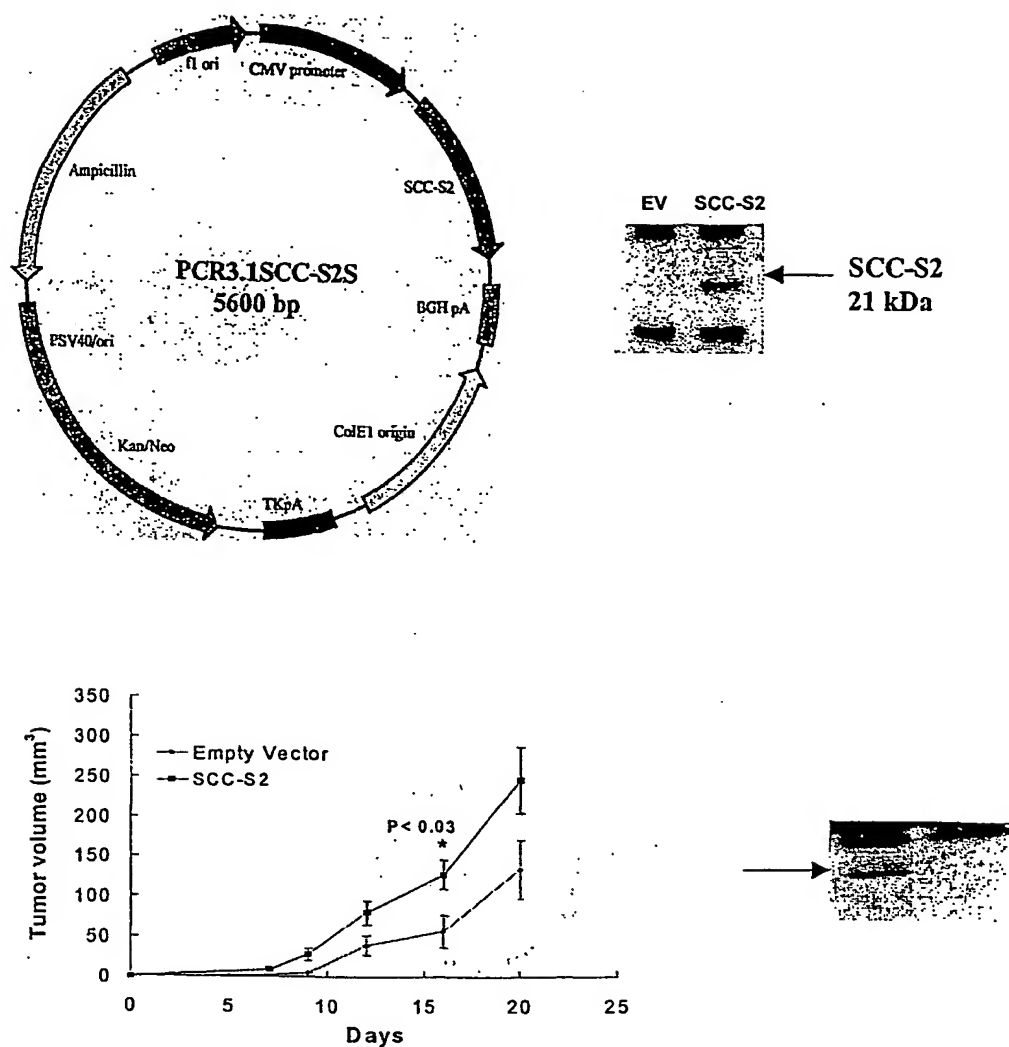 f1 ori
CMV promoter
Ampicillin
SCC-S2
PCR3.1SCC-S2S
5600 bp
BGH pA
PSV40/ori
ColE1 origin
Kan/Neo
TKpA
EV SCC-S2
SCC-S2
21 kDa
Tumor volume (mm³)
350
300
250
200
150
100
50
0
Empty Vector
SCC-S2
P< 0.03
*
0 5 10 15 20 25
Days